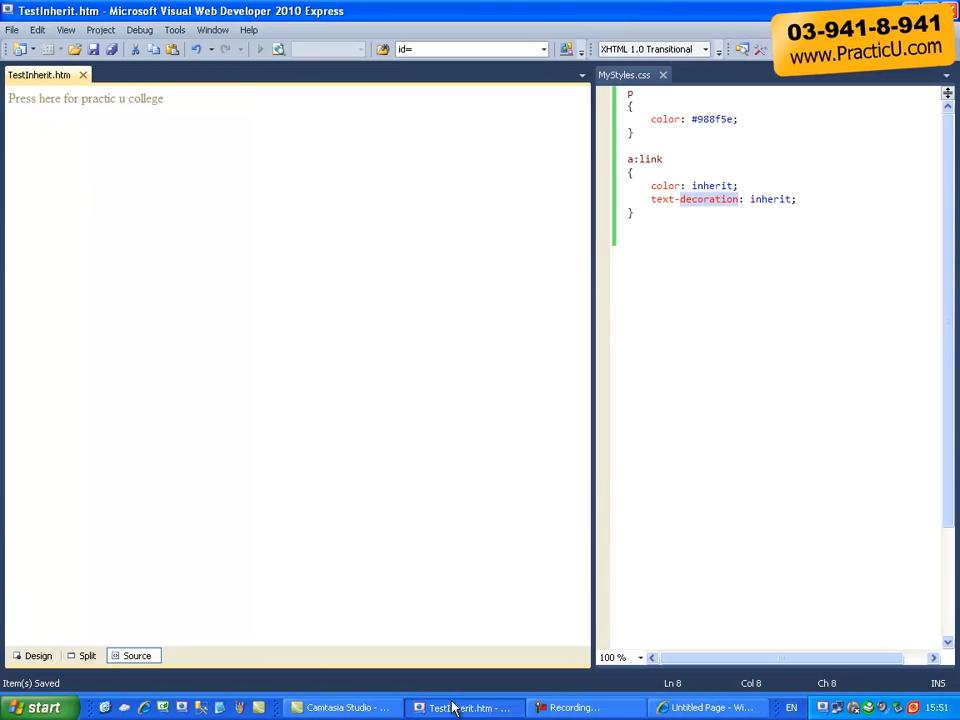 TestInherit.htm - Microsoft Visual Web Developer 2010 Express
03-941-8-941
www.PracticU.com
File Edit View Project Debug Tools Window Help
id=
XHTML 1.0 Transitional
TestInherit.htm
MyStyles.css
Press here for practic u college
p
{
color: #988f5e;
}
a:link
{
color: inherit;
text-decoration: inherit;
}
Design Split Source
100 %
Item(s) Saved
Ln 8 Col 8 Ch 8 INS
start
Camtasia Studio - ...
TestInherit.htm - ...
Recording...
Untitled Page - Wi...
EN
15:51